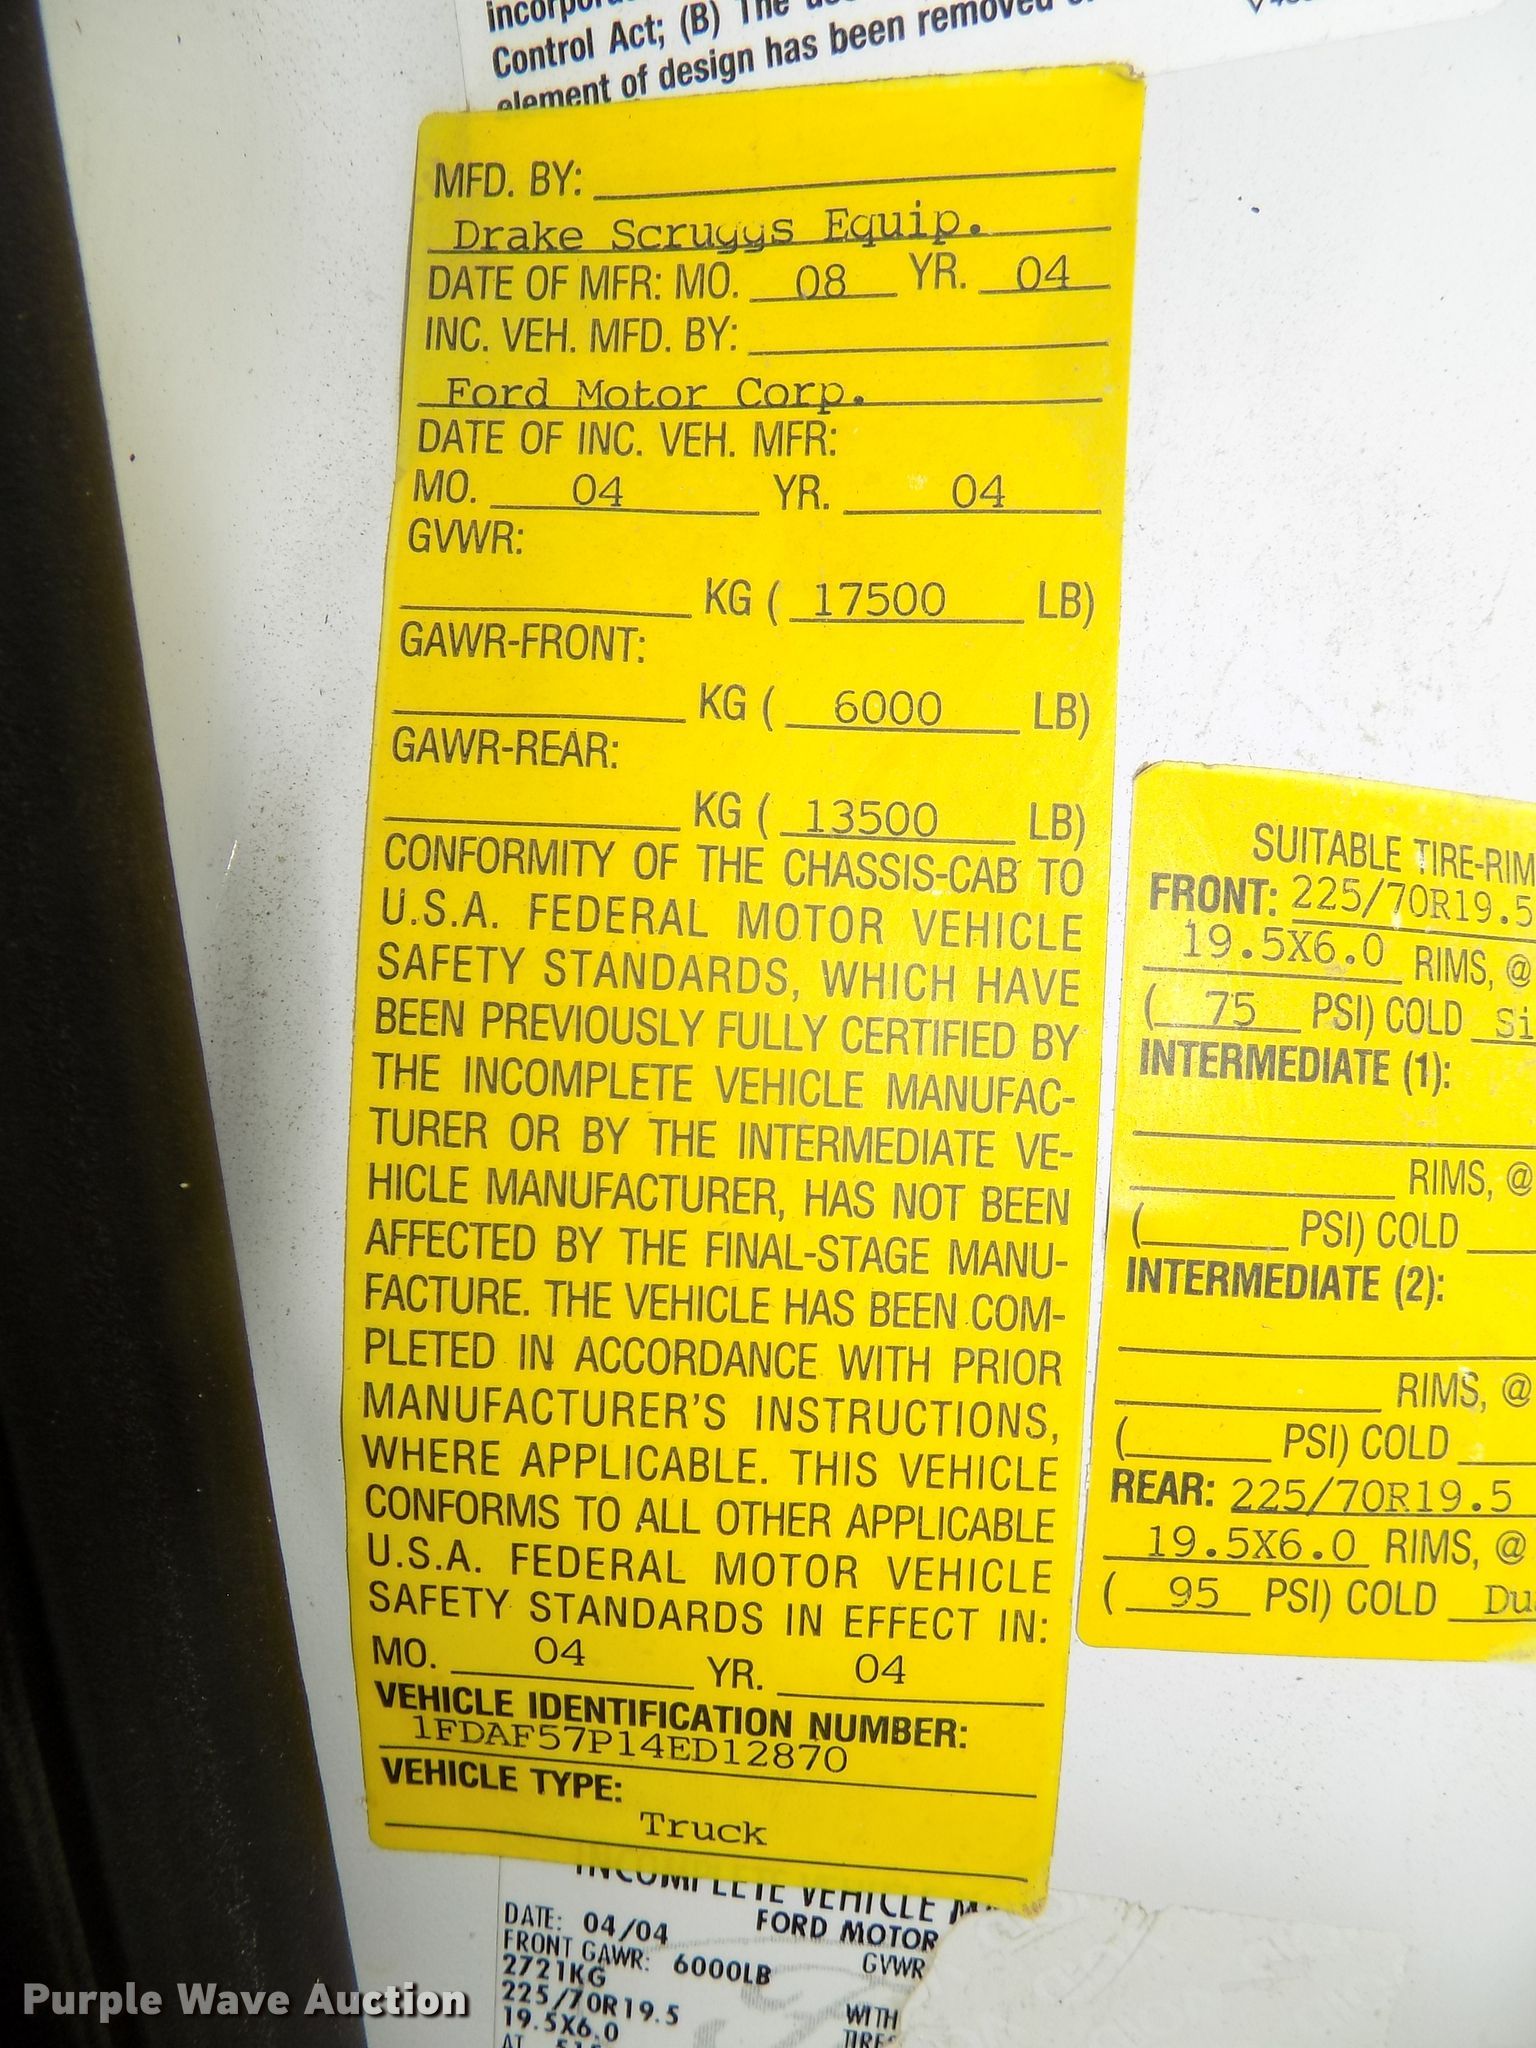 Control Act; (B) The
element of design has been removed
MFD. BY:
Drake Scruggs Equip.
DATE OF MFR: MO. 08 YR. 04
INC. VEH. MFD. BY:
Ford Motor Corp.
DATE OF INC. VEH. MFR:
MO. 04 YR. 04
GVWR:
KG ( 17500 LB)
GAWR-FRONT:
KG ( 6000 LB)
GAWR-REAR:
KG ( 13500 LB)
CONFORMITY OF THE CHASSIS-CAB TO
U.S.A. FEDERAL MOTOR VEHICLE
SAFETY STANDARDS, WHICH HAVE
BEEN PREVIOUSLY FULLY CERTIFIED BY
THE INCOMPLETE VEHICLE MANUFAC-
TURER OR BY THE INTERMEDIATE VE-
HICLE MANUFACTURER, HAS NOT BEEN
AFFECTED BY THE FINAL-STAGE MANU-
FACTURE. THE VEHICLE HAS BEEN COM-
PLETED IN ACCORDANCE WITH PRIOR
MANUFACTURER'S INSTRUCTIONS,
WHERE APPLICABLE. THIS VEHICLE
CONFORMS TO ALL OTHER APPLICABLE
U.S.A. FEDERAL MOTOR VEHICLE
SAFETY STANDARDS IN EFFECT IN:
MO. 04 YR. 04
VEHICLE IDENTIFICATION NUMBER:
1FDAF57P14ED12870
VEHICLE TYPE:
Truck
SUITABLE TIRE-RIM
FRONT: 225/70R19.5
19.5X6.0 RIMS, @
( 75 PSI) COLD Si
INTERMEDIATE (1):
RIMS, @
( PSI) COLD
INTERMEDIATE (2):
RIMS, @
( PSI) COLD
REAR: 225/70R19.5
19.5X6.0 RIMS, @
( 95 PSI) COLD Du
INCOMPLETE VEHICLE
DATE: 04/04 FORD MOTOR
FRONT GAWR: 6000LB GVWR
2721KG
225/70R19.5 WITH
19.5X6.0
AT
Purple Wave Auction